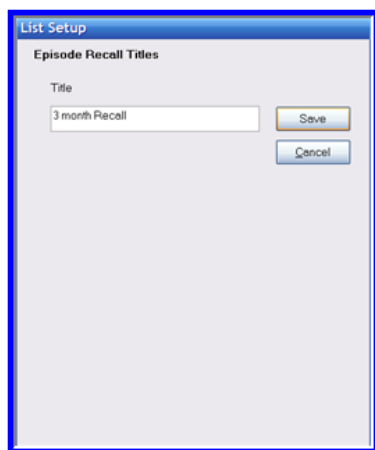 List Setup
Episode Recall Titles
Title
3 month Recall
Save
Cancel